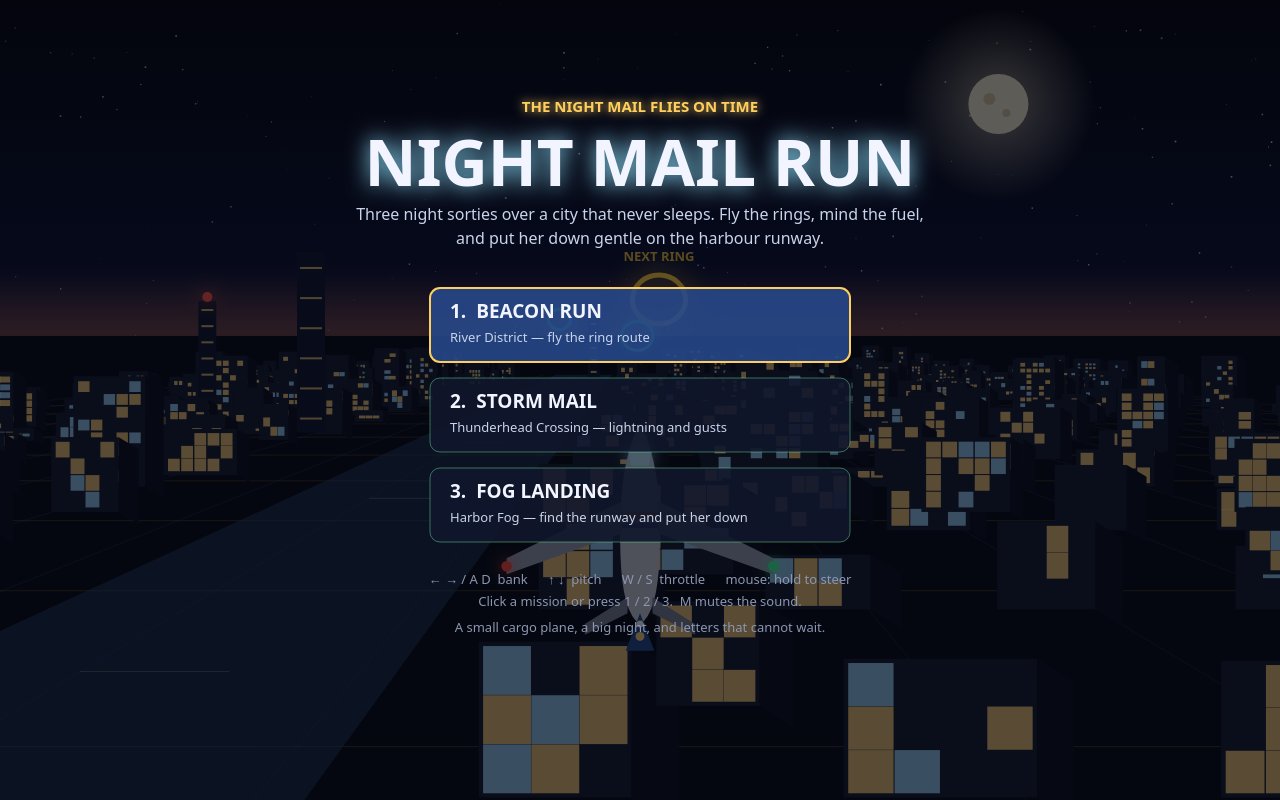 THE NIGHT MAIL FLIES ON TIME
NIGHT MAIL RUN
Three night sorties over a city that never sleeps. Fly the rings, mind the fuel,
and put her down gentle on the harbour runway.
NEXT RING
1. BEACON RUN
River District — fly the ring route
2. STORM MAIL
Thunderhead Crossing — lightning and gusts
3. FOG LANDING
Harbor Fog — find the runway and put her down
← → / A D bank ↑ ↓ pitch W / S throttle mouse: hold to steer
Click a mission or press 1 / 2 / 3. M mutes the sound.
A small cargo plane, a big night, and letters that cannot wait.